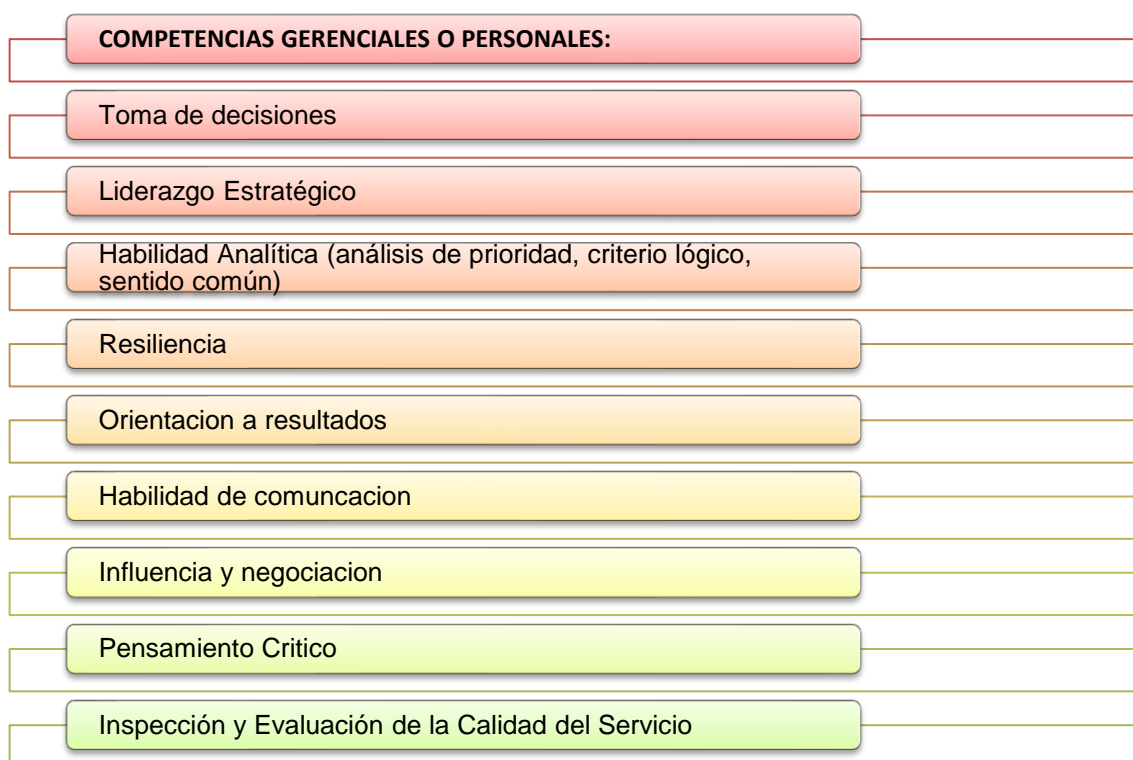 COMPETENCIAS GERENCIALES O PERSONALES:
Toma de decisiones
Liderazgo Estratégico
Habilidad Analítica (análisis de prioridad, criterio lógico,
sentido común)
Resiliencia
Orientacion a resultados
Habilidad de comuncacion
Influencia y negociacion
Pensamiento Critico
Inspección y Evaluación de la Calidad del Servicio